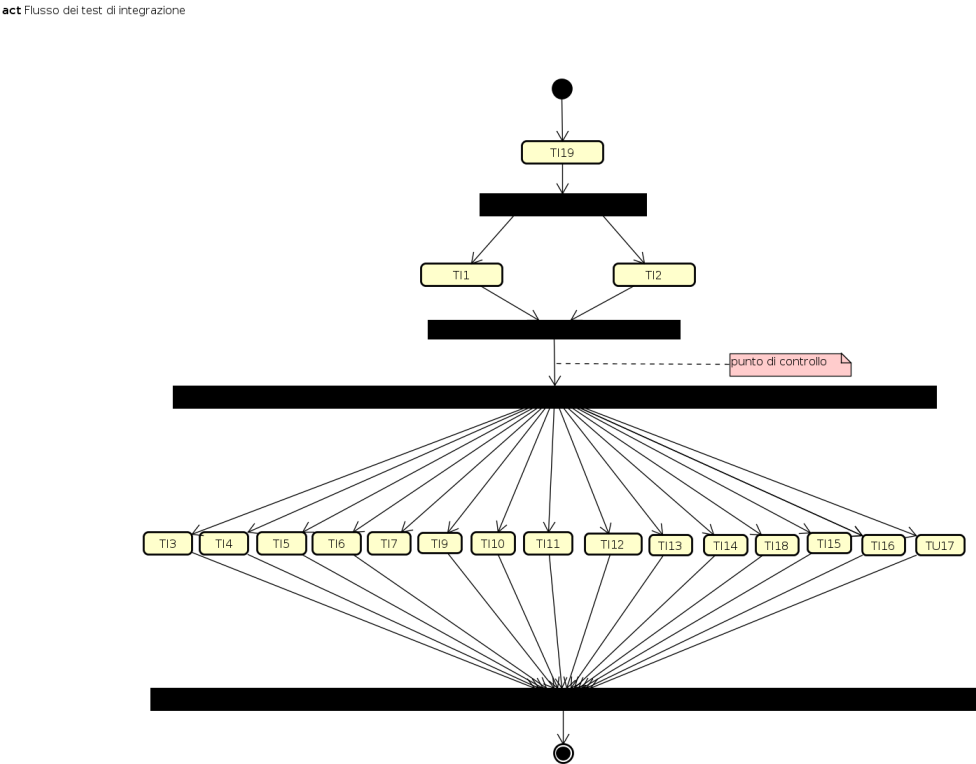 act Flusso dei test di integrazione
TI19
TI1
TI2
punto di controllo
TI3
TI4
TI5
TI6
TI7
TI9
TI10
TI11
TI12
TI13
TI14
TI18
TI15
TI16
TU17